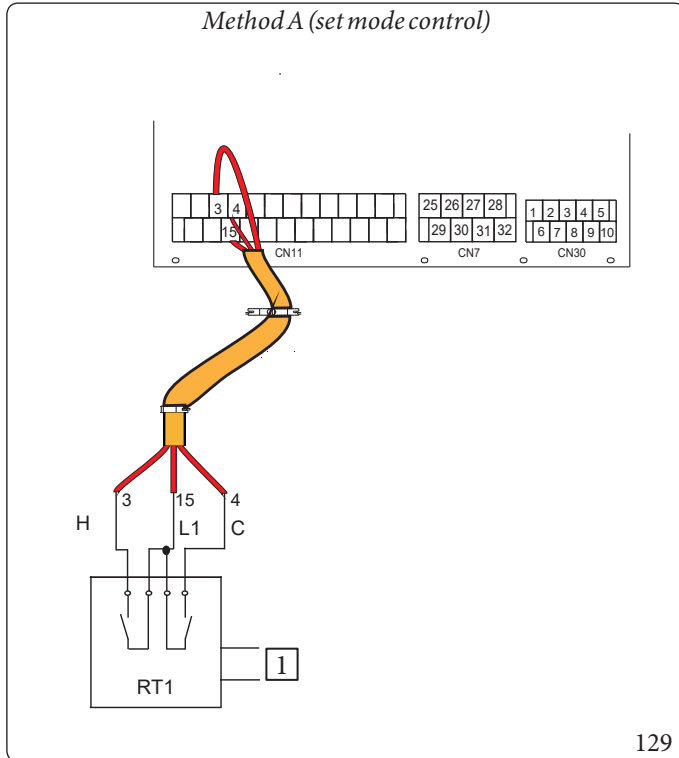 Method A (set mode control)
3 4
25 26 27 28
1 2 3 4 5
15
29 30 31 32
6 7 8 9 10
CN11 CN7 CN30
3 15 4
H L1 C
RT1
1
129